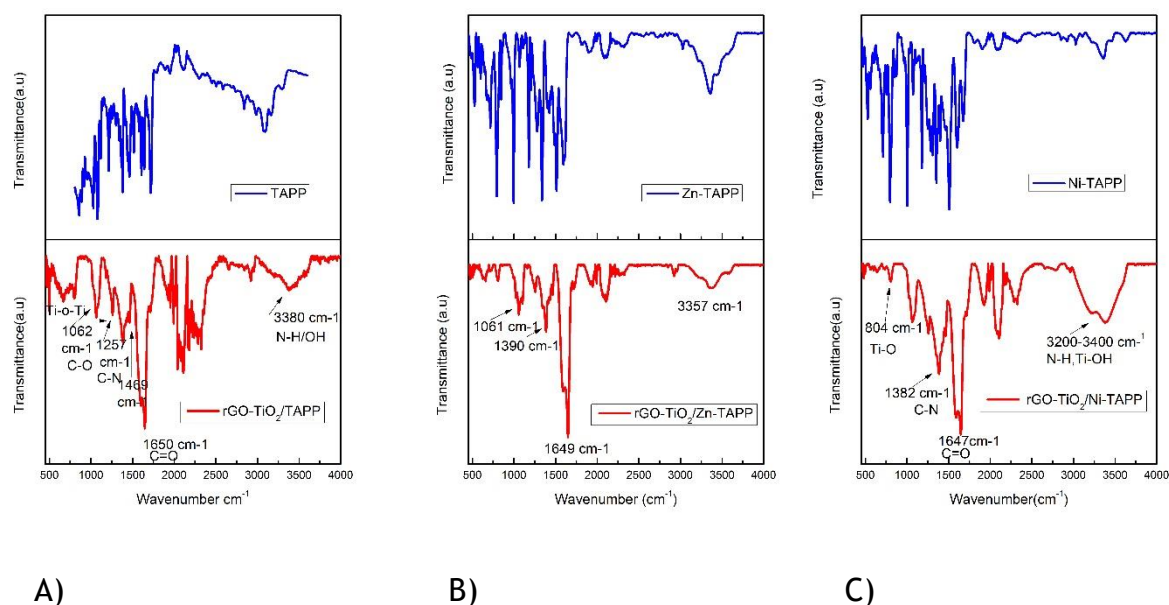 Transmittance(a.u)
TAPP
Transmittance(a.u)
Ti-o-Ti
1062
cm-1
C-O
1257
cm-1
C-N
1469
cm-1
3380 cm-1
N-H/OH
rGO-TiO₂/TAPP
1650 cm-1
C=O
500 1000 1500 2000 2500 3000 3500 4000
Wavenumber cm⁻¹
A)
Transmittance (a.u)
Zn-TAPP
Transmittance (a.u)
1061 cm-1
1390 cm-1
3357 cm-1
rGO-TiO₂/Zn-TAPP
1649 cm-1
500 1000 1500 2000 2500 3000 3500 4000
Wavenumber (cm⁻¹)
B)
Transmittance (a.u)
Ni-TAPP
Transmittance(a.u)
804 cm⁻¹
Ti-O
1382 cm-1
C-N
3200-3400 cm⁻¹
N-H,Ti-OH
rGO-TiO₂/Ni-TAPP
1647cm-1
C=O
500 1000 1500 2000 2500 3000 3500 4000
Wavenumber(cm⁻¹)
C)